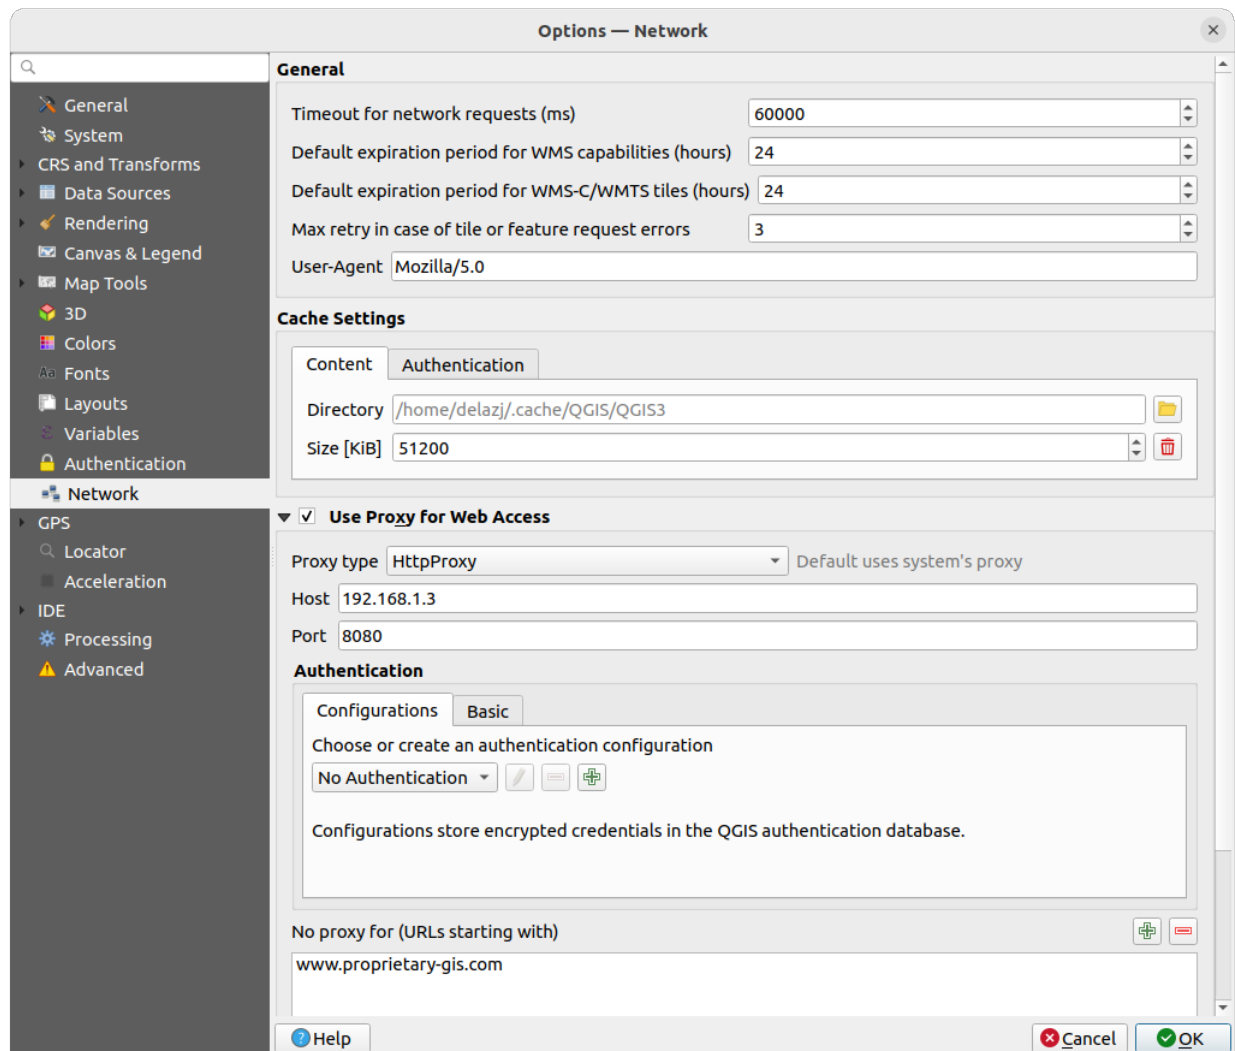 Options — Network
General
System
CRS and Transforms
Data Sources
Rendering
Canvas & Legend
Map Tools
3D
Colors
Aa Fonts
Layouts
ε Variables
Authentication
Network
GPS
Locator
Acceleration
IDE
Processing
Advanced
General
Timeout for network requests (ms) 60000
Default expiration period for WMS capabilities (hours) 24
Default expiration period for WMS-C/WMTS tiles (hours) 24
Max retry in case of tile or feature request errors 3
User-Agent Mozilla/5.0
Cache Settings
Content Authentication
Directory /home/delazj/.cache/QGIS/QGIS3
Size [KiB] 51200
Use Proxy for Web Access
Proxy type HttpProxy Default uses system's proxy
Host 192.168.1.3
Port 8080
Authentication
Configurations Basic
Choose or create an authentication configuration
No Authentication
Configurations store encrypted credentials in the QGIS authentication database.
No proxy for (URLs starting with)
www.proprietary-gis.com
Help Cancel OK